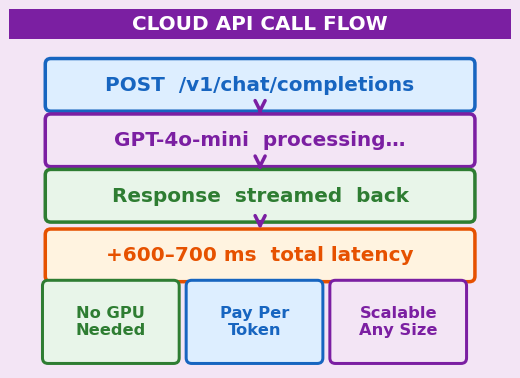 CLOUD API CALL FLOW
POST /v1/chat/completions
GPT-4o-mini processing…
Response streamed back
+600–700 ms total latency
No GPU
Needed
Pay Per
Token
Scalable
Any Size